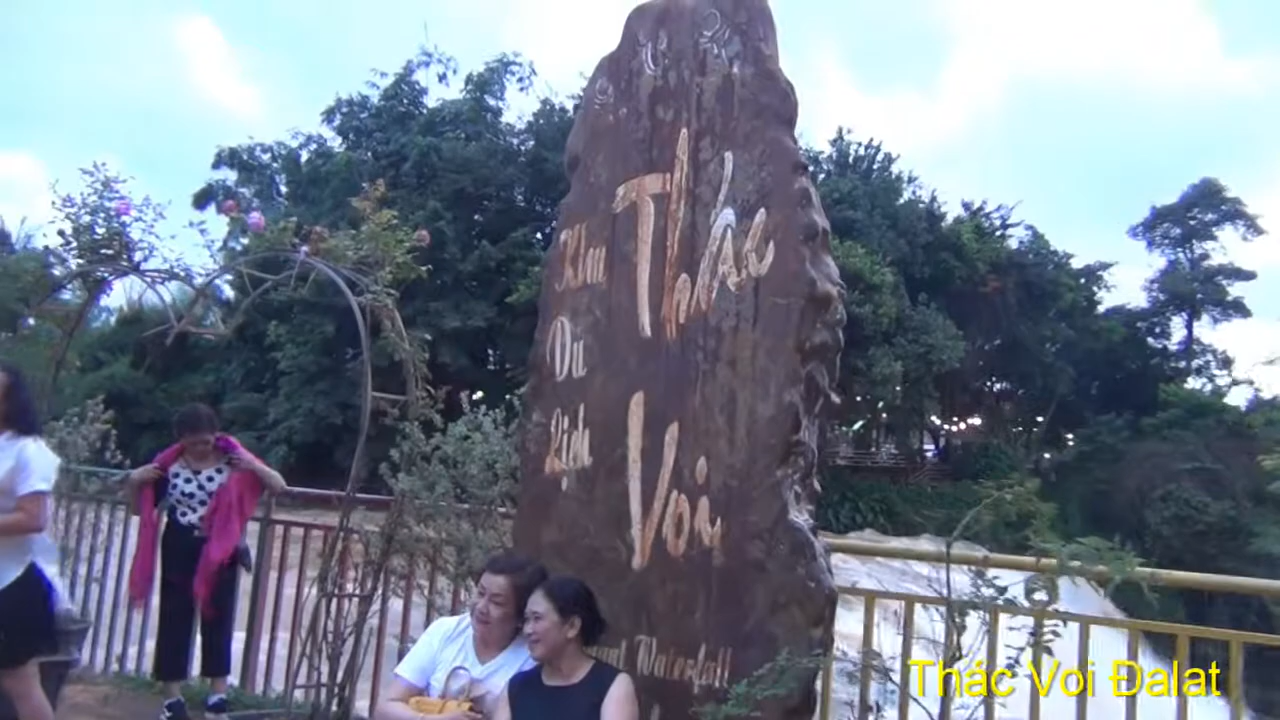 Khu
Du
Lịch
Thác
Voi
Waterfall
Thác Voi Đalat